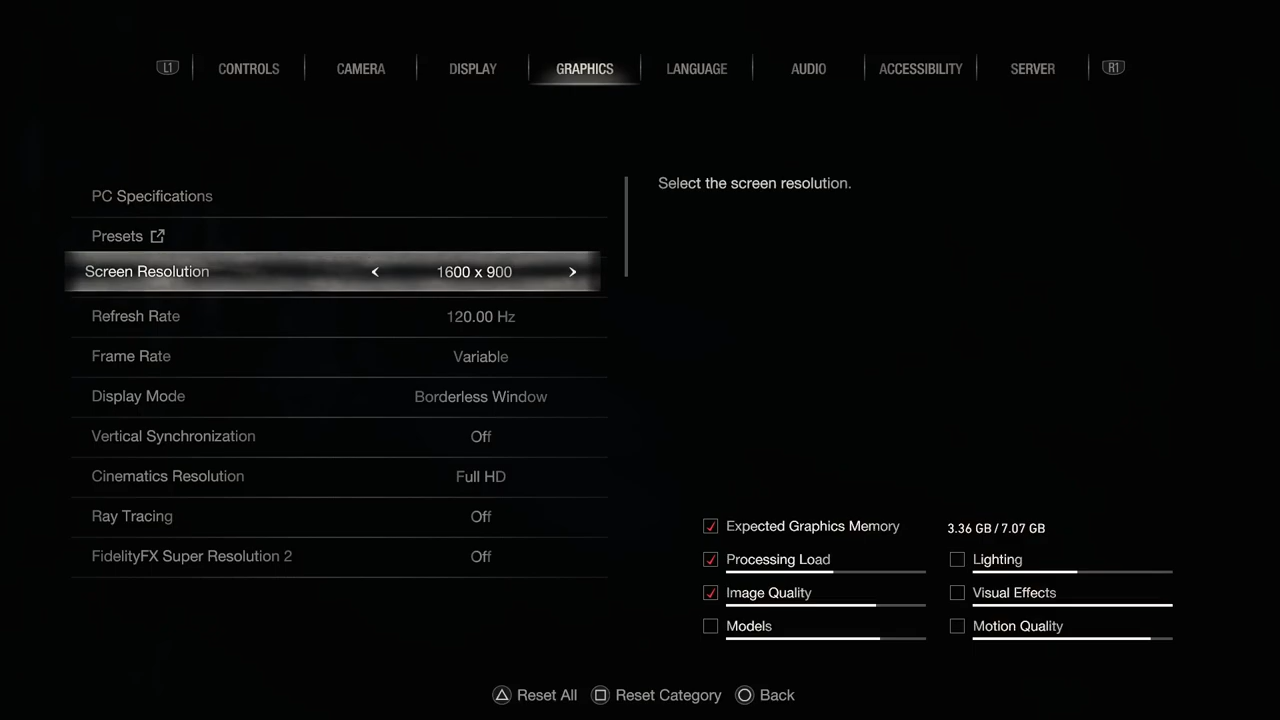 L1 CONTROLS CAMERA DISPLAY GRAPHICS LANGUAGE AUDIO ACCESSIBILITY SERVER R1
PC Specifications
Presets
Screen Resolution 1600 x 900
Refresh Rate 120.00 Hz
Frame Rate Variable
Display Mode Borderless Window
Vertical Synchronization Off
Cinematics Resolution Full HD
Ray Tracing Off
FidelityFX Super Resolution 2 Off
Select the screen resolution.
Expected Graphics Memory 3.36 GB / 7.07 GB
Processing Load Lighting
Image Quality Visual Effects
Models Motion Quality
Reset All Reset Category Back